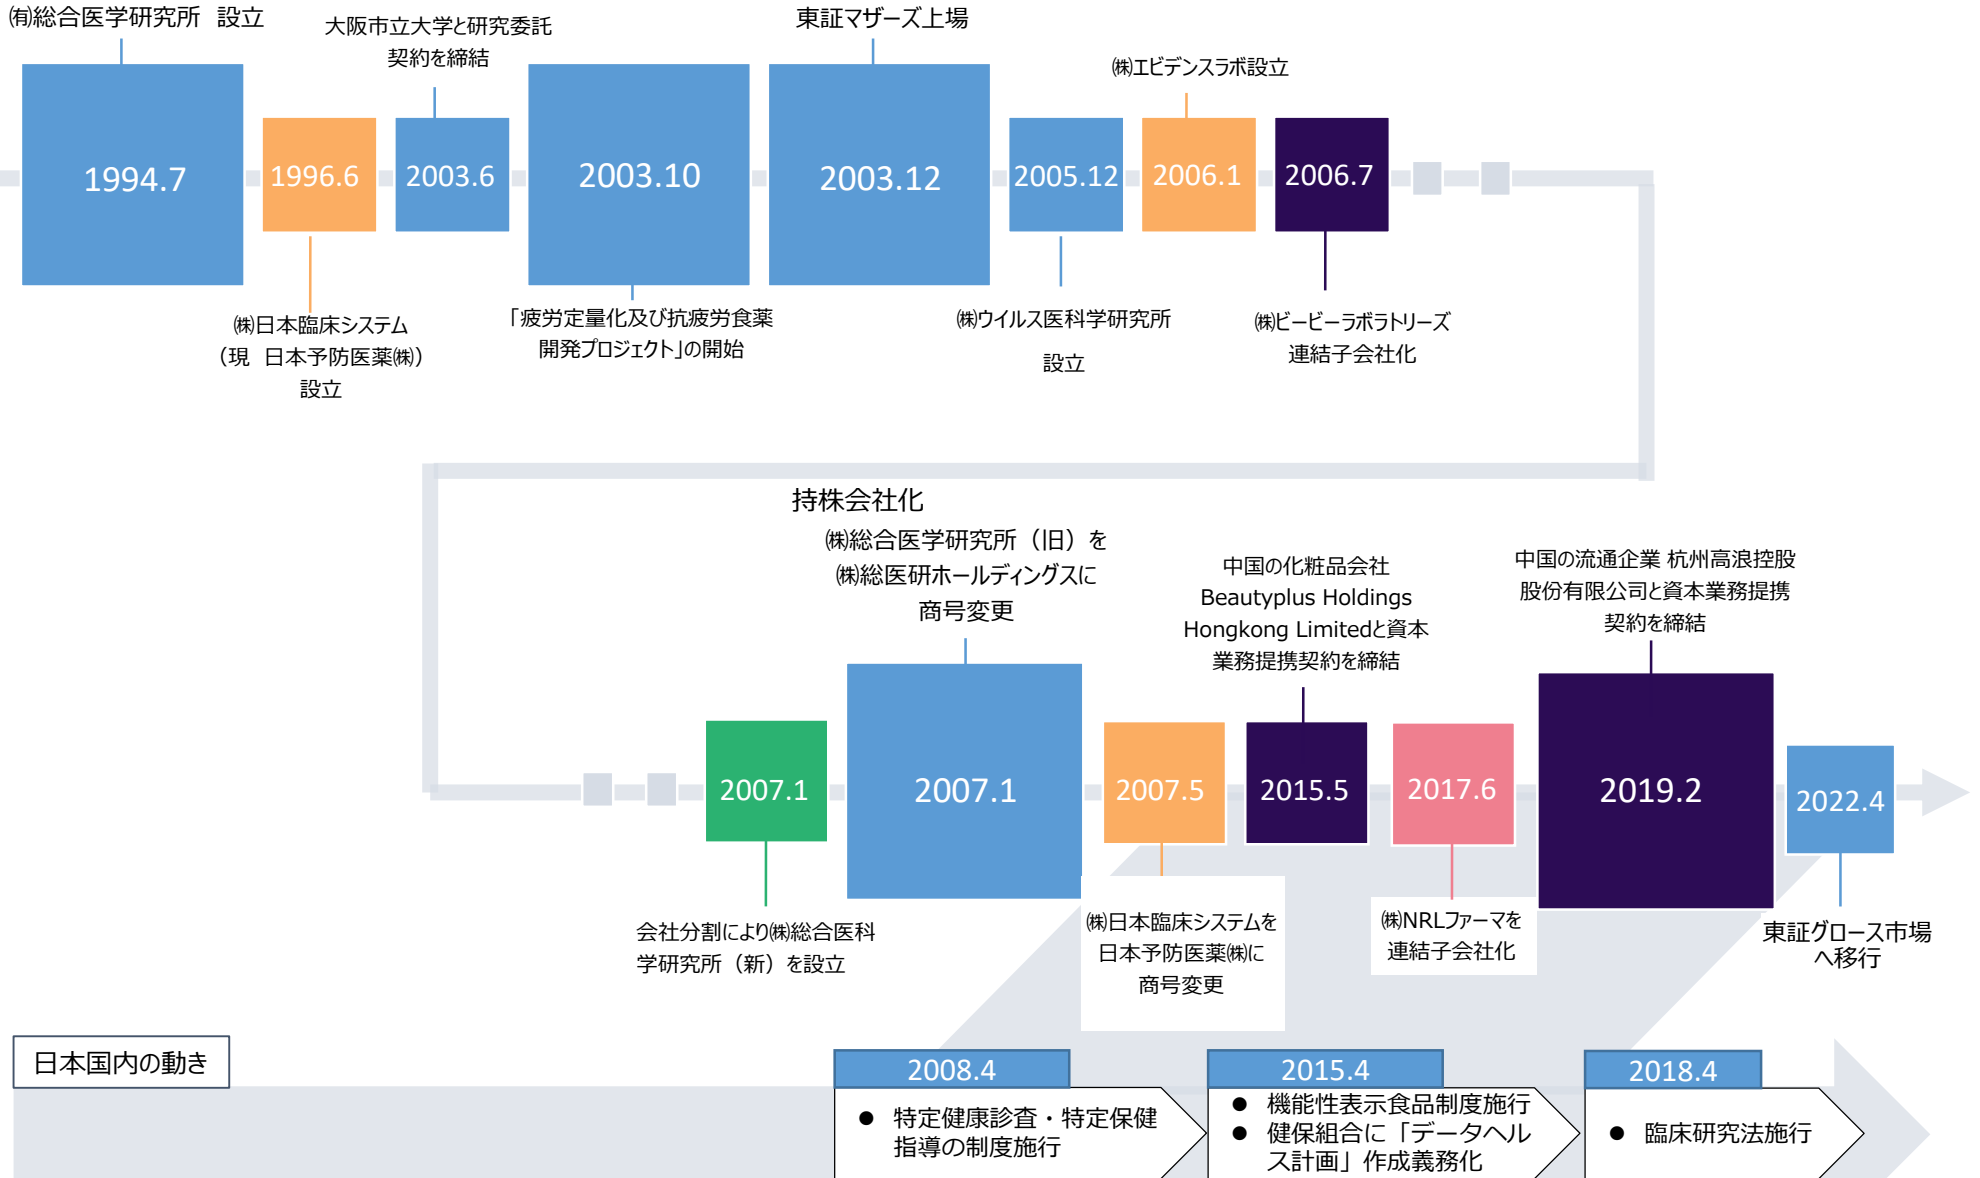 ㈲総合医学研究所　設立
大阪市立大学と研究委託
契約を締結
東証マザーズ上場
㈱エビデンスラボ設立
1994.7
1996.6
2003.6
2003.10
2003.12
2005.12
2006.1
2006.7
㈱日本臨床システム
（現　日本予防医薬㈱）
設立
「疲労定量化及び抗疲労食薬
開発プロジェクト」の開始
㈱ウイルス医科学研究所
設立
㈱ビービーラボラトリーズ
連結子会社化
持株会社化
㈱総合医学研究所（旧）を
㈱総医研ホールディングスに
商号変更
中国の化粧品会社
Beautyplus Holdings
Hongkong Limitedと資本
業務提携契約を締結
中国の流通企業 杭州高浪控股
股份有限公司と資本業務提携
契約を締結
2007.1
2007.1
2007.5
2015.5
2017.6
2019.2
2022.4
会社分割により㈱総合医科
学研究所（新）を設立
㈱日本臨床システムを
日本予防医薬㈱に
商号変更
㈱NRLファーマを
連結子会社化
東証グロース市場
へ移行
日本国内の動き
2008.4
● 特定健康診査・特定保健
指導の制度施行
2015.4
● 機能性表示食品制度施行
● 健保組合に「データヘル
ス計画」作成義務化
2018.4
● 臨床研究法施行